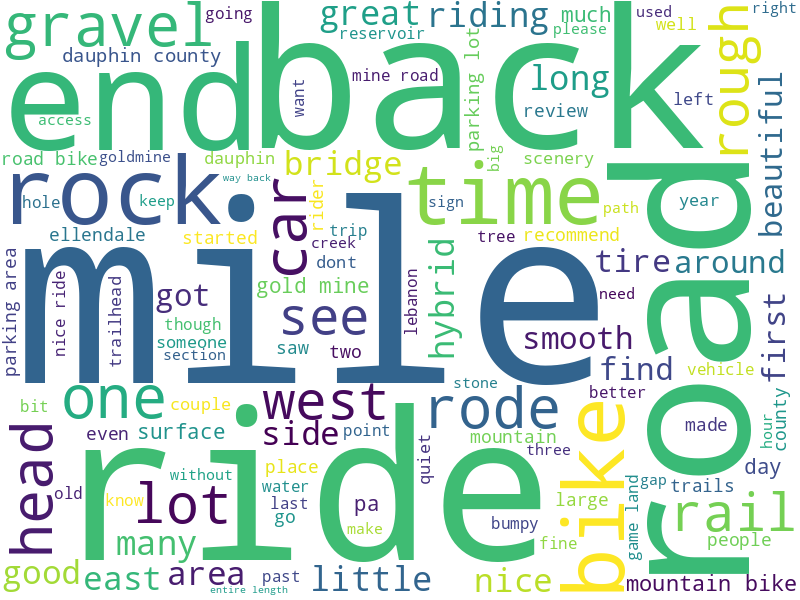 going
great
riding
much
used
right
gravel
reservoir
please
well
dauphin county
end
back
mine road
want
parking lot
long
rough
access
review
left
beautiful
road bike
goldmine
dauphin
bridge
big
scenery
way back
rock
car
time
hole
keep
rider
sign
path
year
ellendale
started
trip
tree
recommend
creek
dont
mile
road
parking area
nice ride
trailhead
got
gold mine
hybrid
tire
around
see
lebanon
need
first
though
someone
section
saw
two
smooth
find
vehicle
one
couple
west
stone
rode
better
bit
head
even
surface
side
point
quiet
mountain
three
bike
made
hour
county
ride
place
without
water
last
go
pa
large
game land
gap
trails
day
old
know
lot
make
bumpy
rail
many
fine
people
good
east
area
past
entire length
little
nice
mountain bike